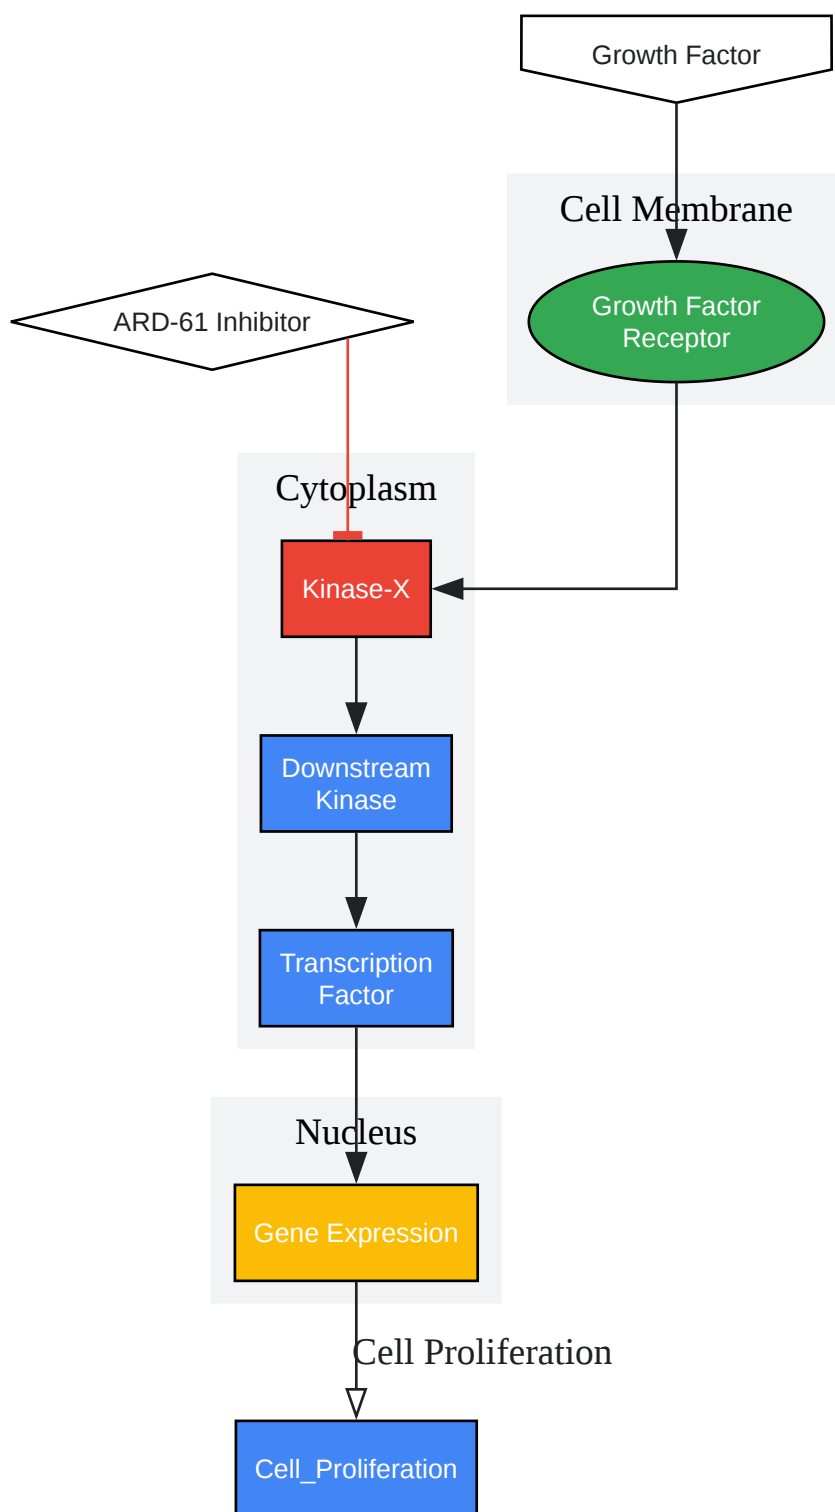 Growth Factor
Cell Membrane
Growth Factor
Receptor
ARD-61 Inhibitor
Cytoplasm
Kinase-X
Downstream
Kinase
Transcription
Factor
Nucleus
Gene Expression
Cell Proliferation
Cell_Proliferation